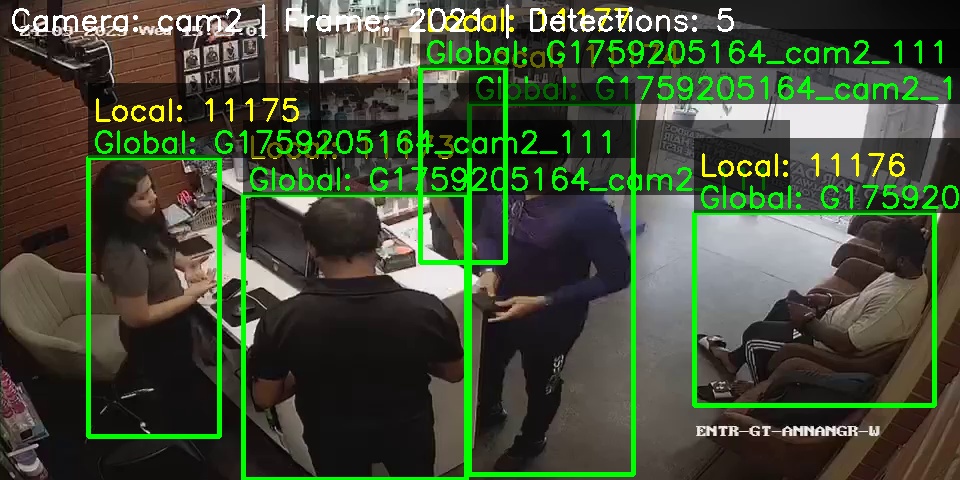 Camera: cam2 | Frame: 2021 | Detections: 5
Local: 11177
Global: G1759205164_cam2_111
Global: G1759205164_cam2_1
Local: 11175
Global: G1759205164_cam2_111
Global: G1759205164_cam2
Local: 11176
Global: G175920
ENTR-GT-ANNANGR-W